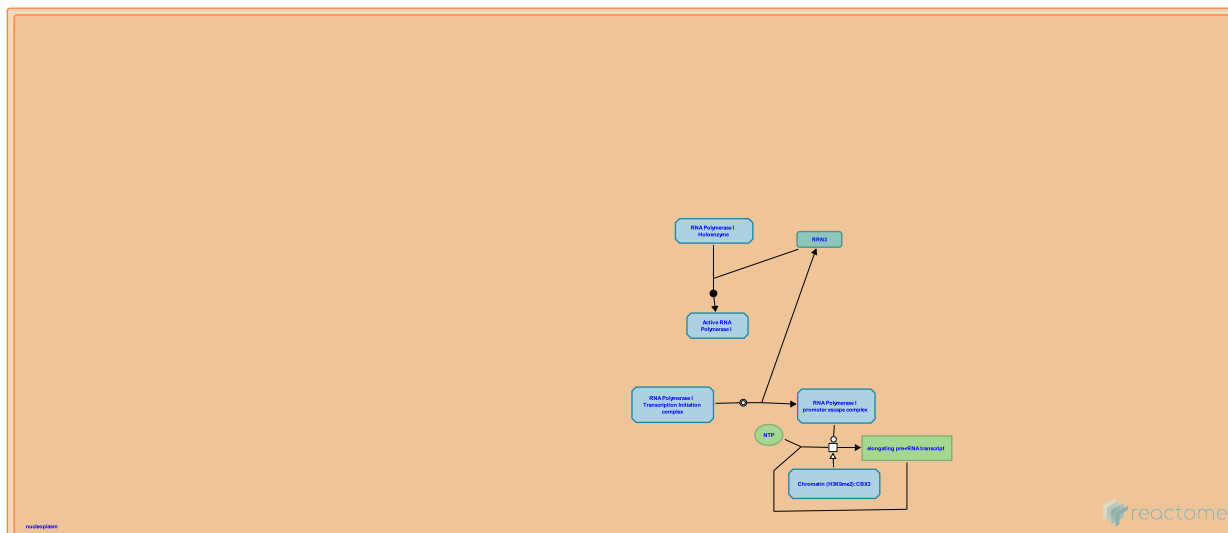 RNA Polymerase I
Holoenzyme
RRN3
Active RNA
Polymerase I
RNA Polymerase I
Transcription Initiation
complex
RNA Polymerase I
promoter escape complex
NTP
elongating pre-rRNA transcript
Chromatin (H3K9me2):CBX3
nucleoplasm
reactome